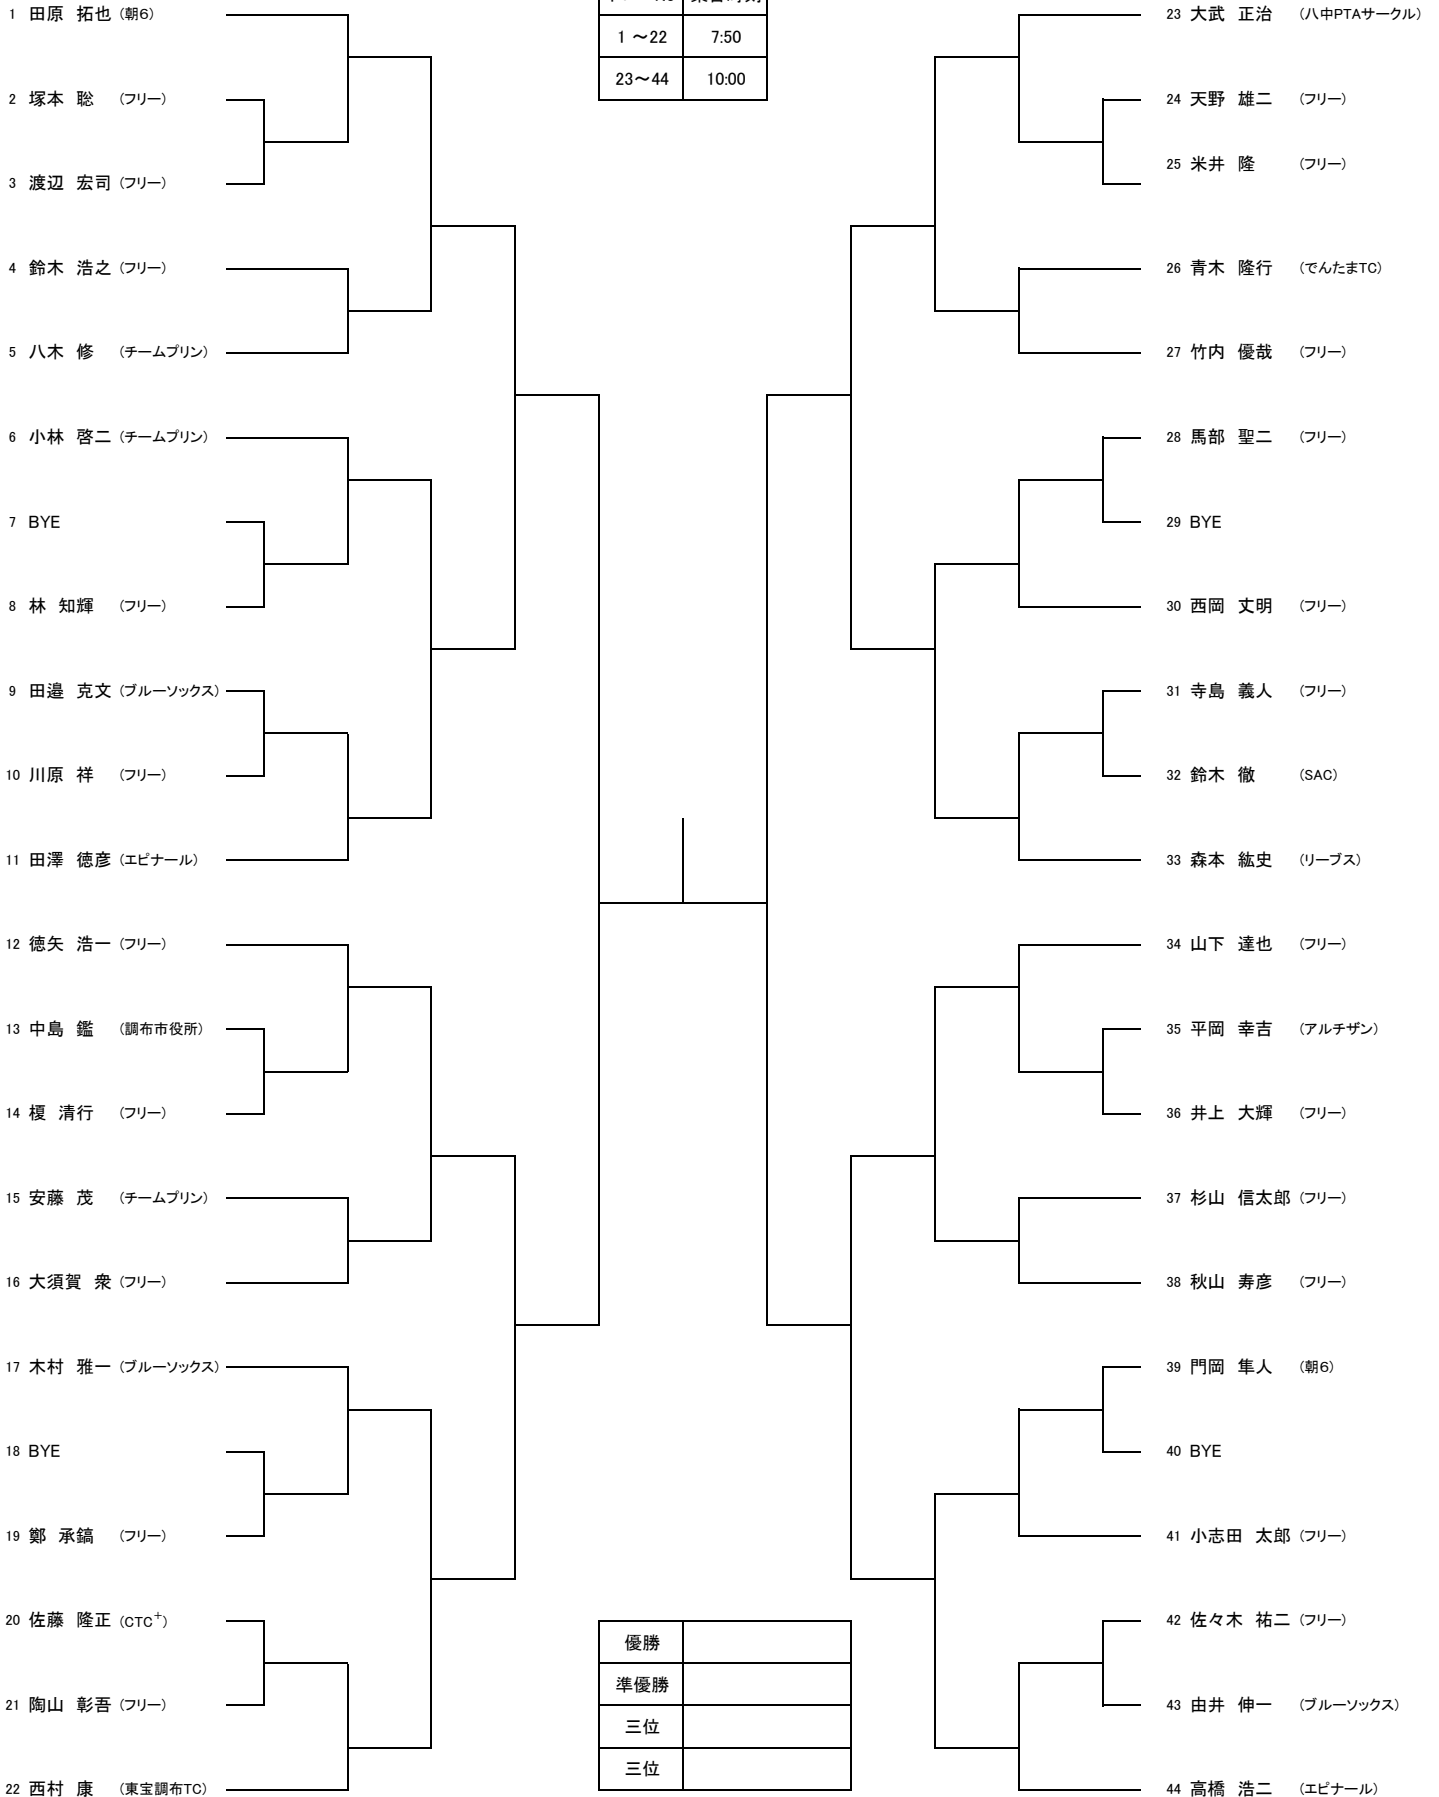 1 田原 拓也 (朝6)
2 塚本 聡 (フリー)
3 渡辺 宏司 (フリー)
4 鈴木 浩之 (フリー)
5 八木 修 (チームプリン)
6 小林 啓二 (チームプリン)
7 BYE
8 林 知輝 (フリー)
9 田邉 克文 (ブルーソックス)
10 川原 祥 (フリー)
11 田澤 徳彦 (エピナール)
12 徳矢 浩一 (フリー)
13 中島 鑑 (調布市役所)
14 榎 清行 (フリー)
15 安藤 茂 (チームプリン)
16 大須賀 衆 (フリー)
17 木村 雅一 (ブルーソックス)
18 BYE
19 鄭 承鎬 (フリー)
20 佐藤 隆正 (CTC+)
21 陶山 彰吾 (フリー)
22 西村 康 (東宝調布TC)
1 ～22 7:50
23～44 10:00
優勝
準優勝
三位
三位
23 大武 正治 (八中PTAサークル)
24 天野 雄二 (フリー)
25 米井 隆 (フリー)
26 青木 隆行 (でんたまTC)
27 竹内 優哉 (フリー)
28 馬部 聖二 (フリー)
29 BYE
30 西岡 丈明 (フリー)
31 寺島 義人 (フリー)
32 鈴木 徹 (SAC)
33 森本 紘史 (リーブス)
34 山下 達也 (フリー)
35 平岡 幸吉 (アルチザン)
36 井上 大輝 (フリー)
37 杉山 信太郎 (フリー)
38 秋山 寿彦 (フリー)
39 門岡 隼人 (朝6)
40 BYE
41 小志田 太郎 (フリー)
42 佐々木 祐二 (フリー)
43 由井 伸一 (ブルーソックス)
44 高橋 浩二 (エピナール)